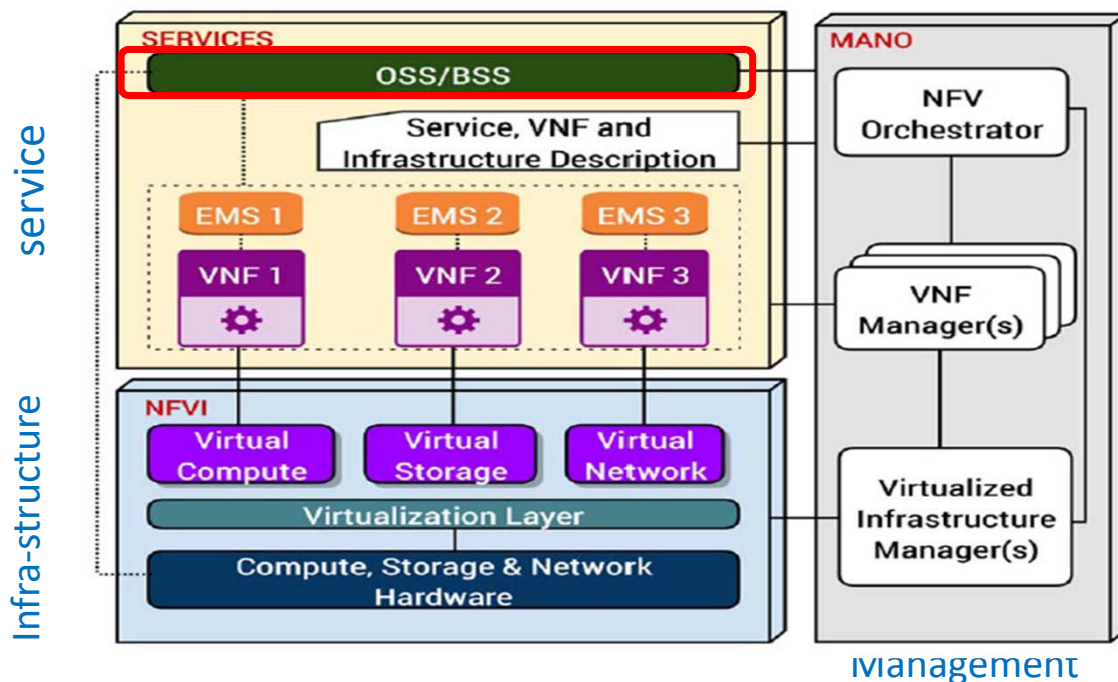 SERVICES
OSS/BSS
Service, VNF and
Infrastructure Description
EMS 1
EMS 2
EMS 3
VNF 1
VNF 2
VNF 3
service
NFVI
Virtual
Compute
Virtual
Storage
Virtual
Network
Virtualization Layer
Compute, Storage & Network
Hardware
Infra-structure
MANO
NFV
Orchestrator
VNF
Manager(s)
Virtualized
Infrastructure
Manager(s)
Management